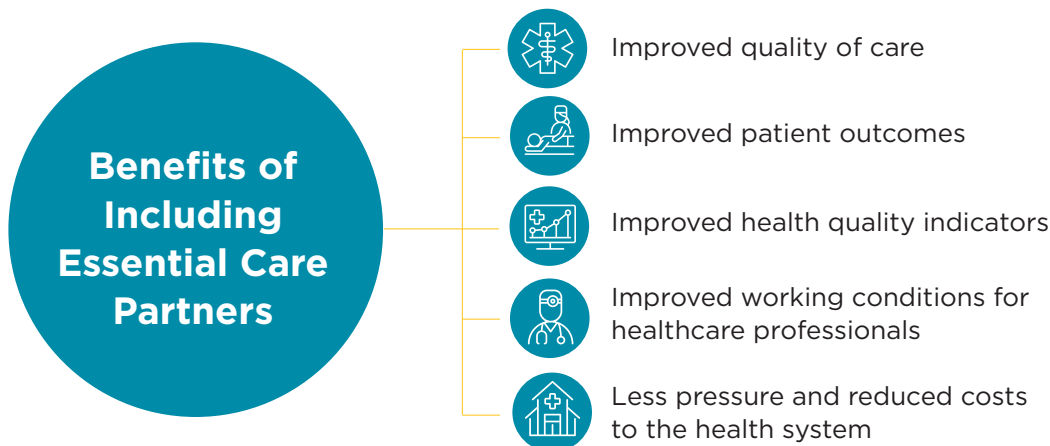 Benefits of
Including
Essential Care
Partners
Improved quality of care
Improved patient outcomes
Improved health quality indicators
Improved working conditions for
healthcare professionals
Less pressure and reduced costs
to the health system